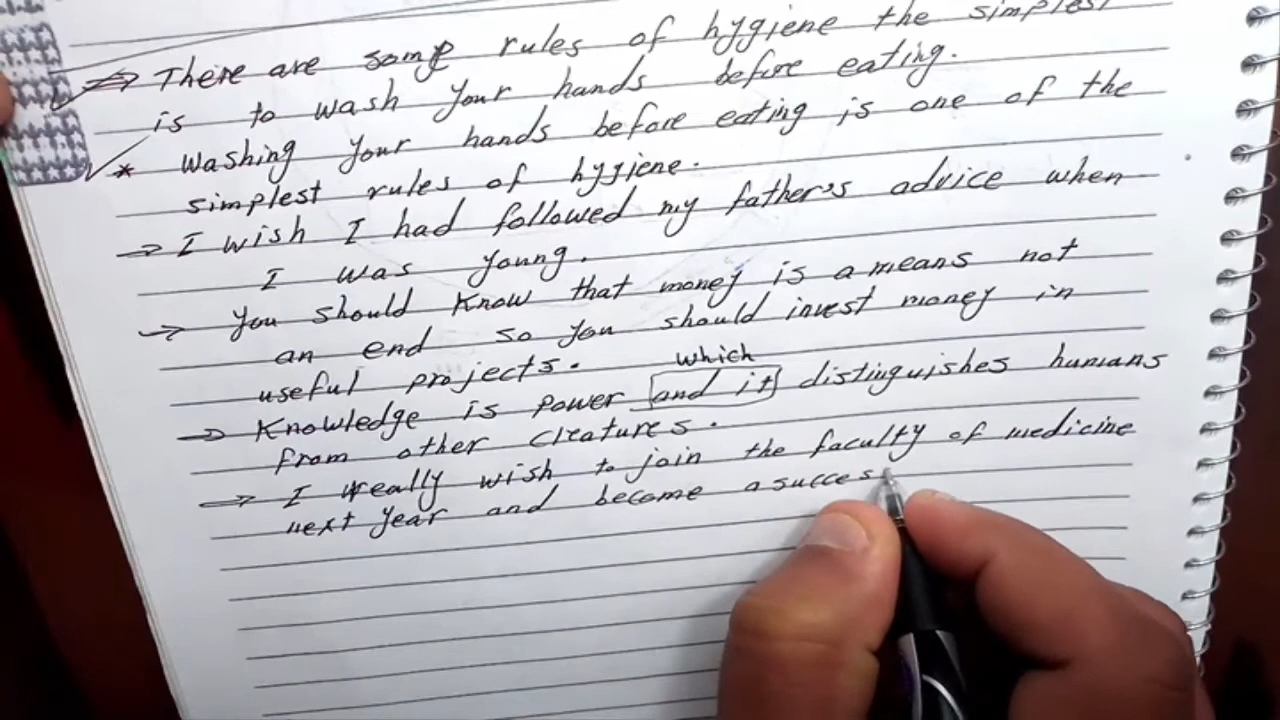 There are some rules of hygiene the simplest
is to wash your hands before eating.
* Washing your hands before eating is one of the
simplest rules of hygiene.
I wish I had followed my father's advice when
I was young.
You should know that money is a means not
an end so you should invest money in
useful projects.
which
Knowledge is power and it distinguishes humans
from other creatures.
I really wish to join the faculty of medicine
next year and become a succes